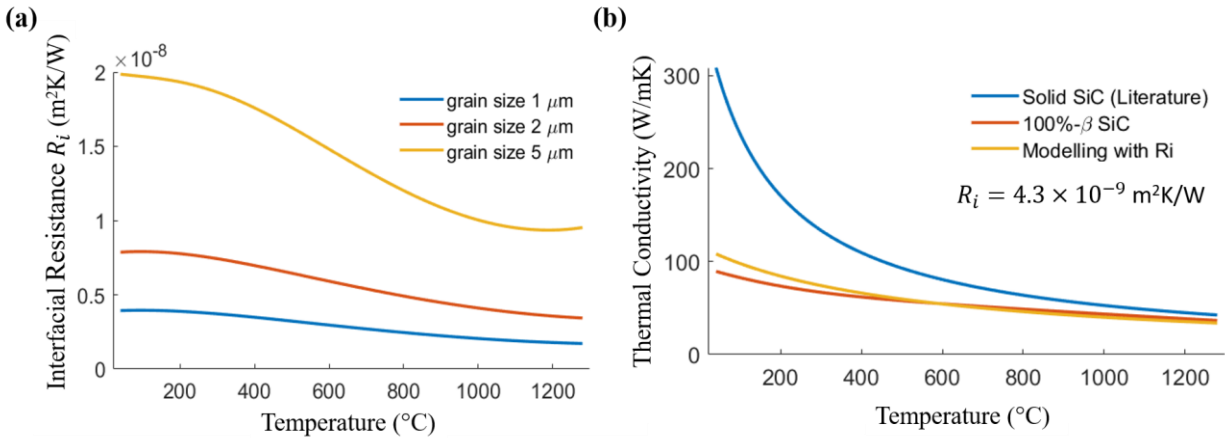 (a)
×10⁻⁸
Interfacial Resistance Rᵢ (m²K/W)
2
1.5
1
0.5
0
grain size 1 μm
grain size 2 μm
grain size 5 μm
200 400 600 800 1000 1200
Temperature (°C)
(b)
Thermal Conductivity (W/mK)
300
200
100
0
Solid SiC (Literature)
100%-β SiC
Modelling with Ri
Rᵢ = 4.3 × 10⁻⁹ m²K/W
200 400 600 800 1000 1200
Temperature (°C)